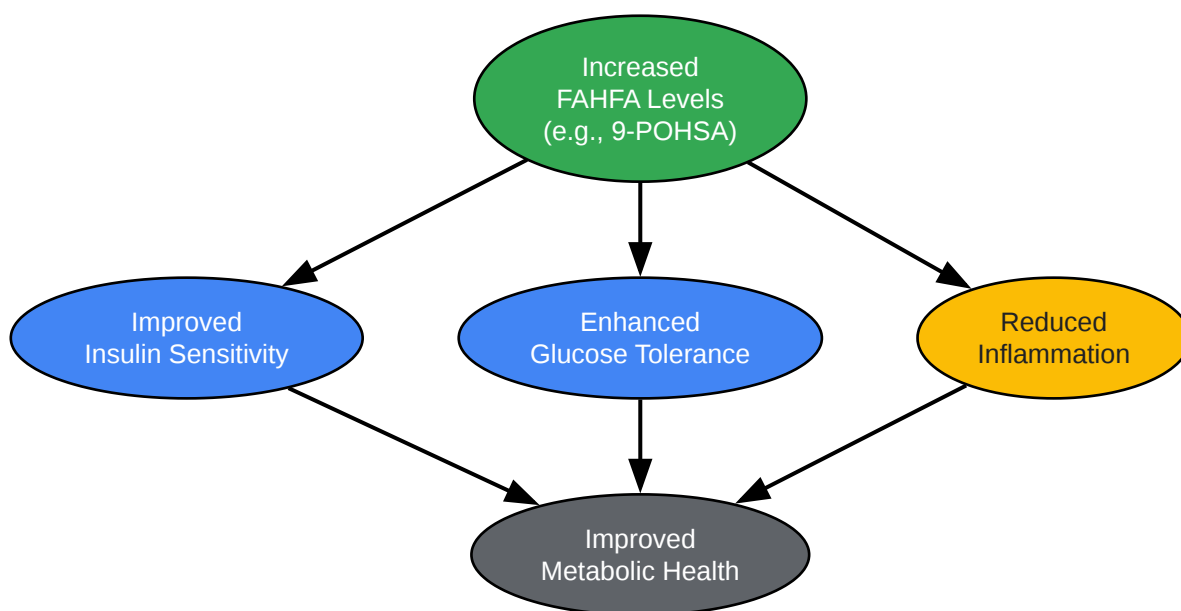 Increased
FAHFA Levels
(e.g., 9-POHSA)
Improved
Insulin Sensitivity
Enhanced
Glucose Tolerance
Reduced
Inflammation
Improved
Metabolic Health